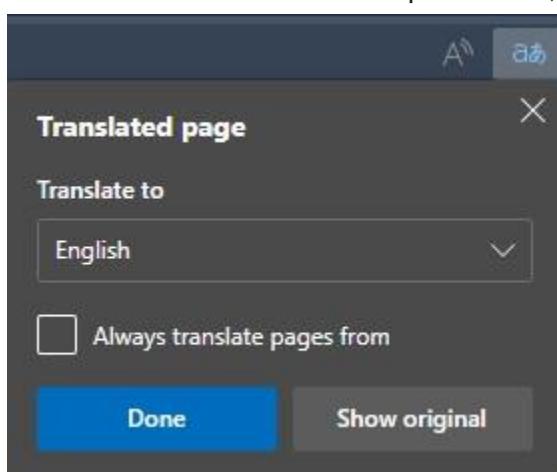 A
aあ
Translated page
Translate to
English
Always translate pages from
Done
Show original